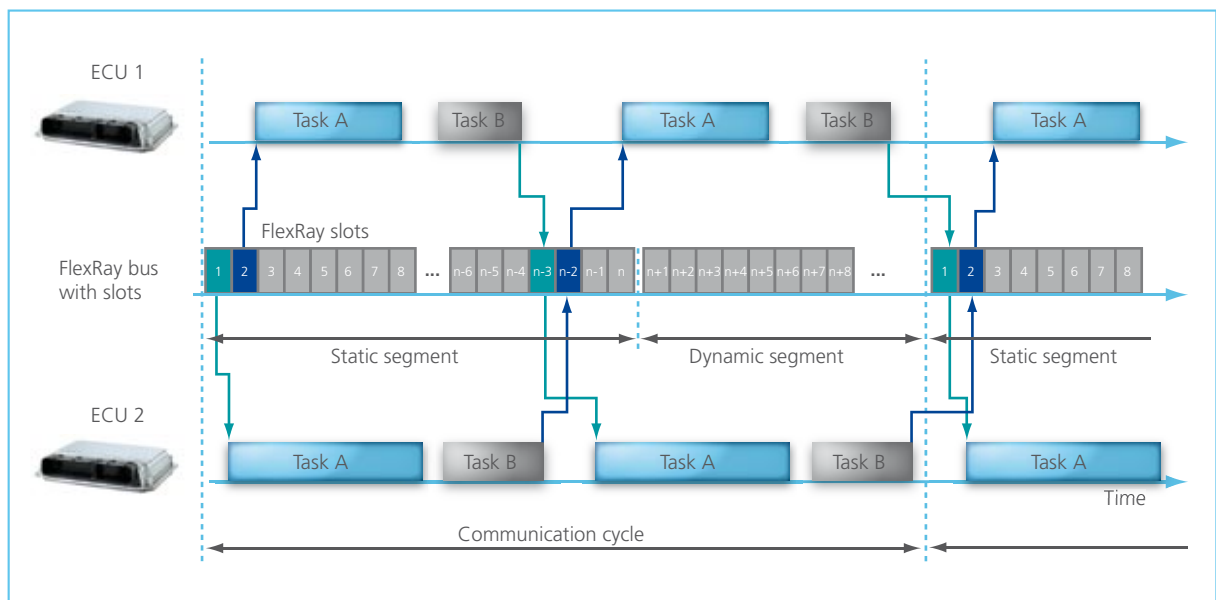 ECU 1
Task A Task B Task A Task B Task A
FlexRay slots
FlexRay bus
with slots
1 2 3 4 5 6 7 8 ... n-6 n-5 n-4 n-3 n-2 n-1 n n+1 n+2 n+3 n+4 n+5 n+6 n+7 n+8 ... 1 2 3 4 5 6 7 8
Static segment Dynamic segment Static segment
ECU 2
Task A Task B Task A Task B Task A
Time
Communication cycle